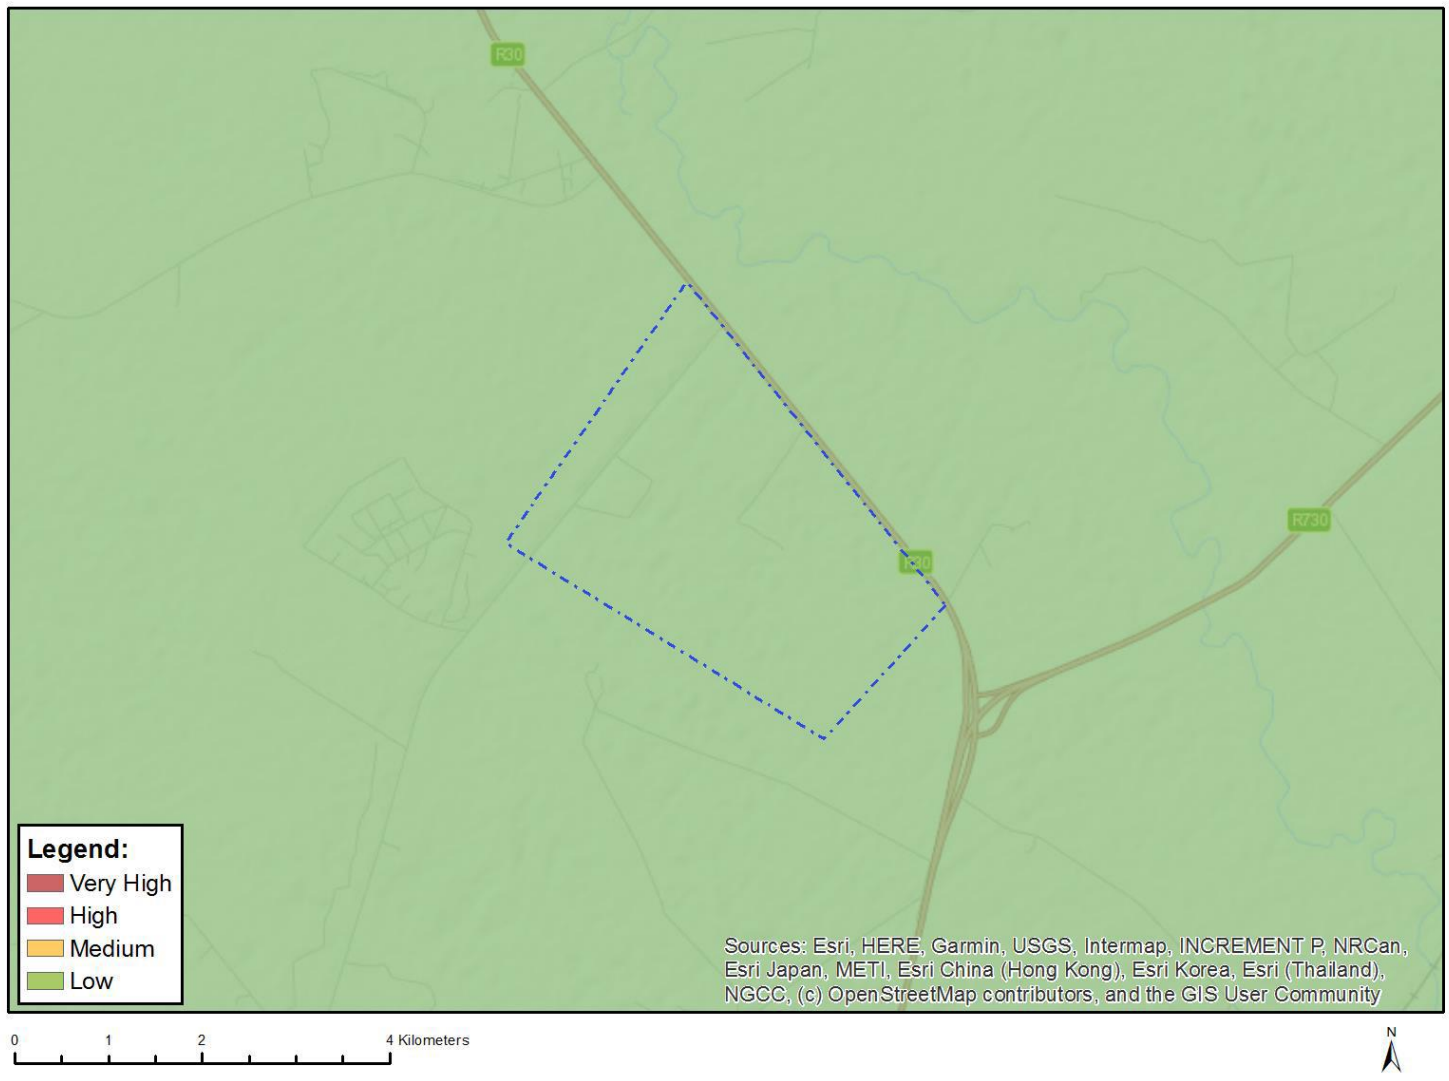 R30
R730
R30
Legend:
Very High
High
Medium
Low
Sources: Esri, HERE, Garmin, USGS, Intermap, INCREMENT P, NRCan,
Esri Japan, METI, Esri China (Hong Kong), Esri Korea, Esri (Thailand),
NGCC, (c) OpenStreetMap contributors, and the GIS User Community
0 1 2 4 Kilometers
N